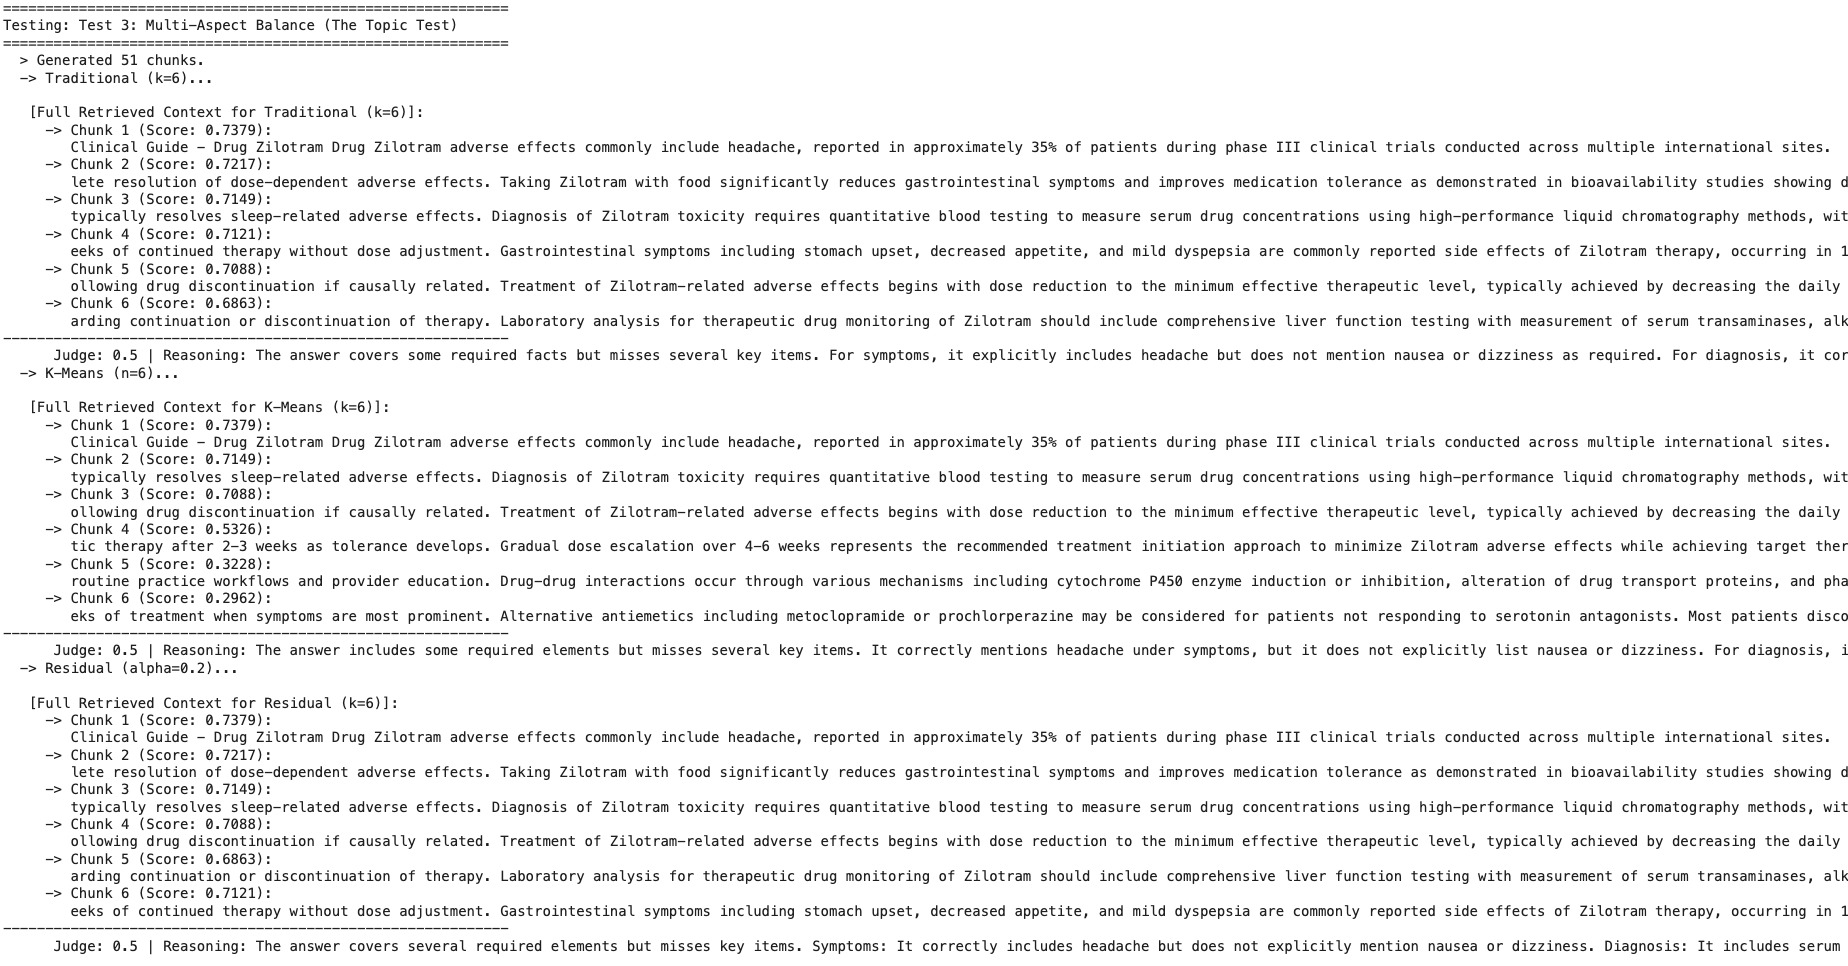 ============================================================
Testing: Test 3: Multi-Aspect Balance (The Topic Test)
============================================================
> Generated 51 chunks.
-> Traditional (k=6)...
[Full Retrieved Context for Traditional (k=6)]:
-> Chunk 1 (Score: 0.7379):
Clinical Guide - Drug Zilotram Drug Zilotram adverse effects commonly include headache, reported in approximately 35% of patients during phase III clinical trials conducted across multiple international sites.
-> Chunk 2 (Score: 0.7217):
lete resolution of dose-dependent adverse effects. Taking Zilotram with food significantly reduces gastrointestinal symptoms and improves medication tolerance as demonstrated in bioavailability studies showing d
-> Chunk 3 (Score: 0.7149):
typically resolves sleep-related adverse effects. Diagnosis of Zilotram toxicity requires quantitative blood testing to measure serum drug concentrations using high-performance liquid chromatography methods, wit
-> Chunk 4 (Score: 0.7121):
eeks of continued therapy without dose adjustment. Gastrointestinal symptoms including stomach upset, decreased appetite, and mild dyspepsia are commonly reported side effects of Zilotram therapy, occurring in 1
-> Chunk 5 (Score: 0.7088):
ollowing drug discontinuation if causally related. Treatment of Zilotram-related adverse effects begins with dose reduction to the minimum effective therapeutic level, typically achieved by decreasing the daily
-> Chunk 6 (Score: 0.6863):
arding continuation or discontinuation of therapy. Laboratory analysis for therapeutic drug monitoring of Zilotram should include comprehensive liver function testing with measurement of serum transaminases, alk
------------------------------------------------------------
Judge: 0.5 | Reasoning: The answer covers some required facts but misses several key items. For symptoms, it explicitly includes headache but does not mention nausea or dizziness as required. For diagnosis, it cor
-> K-Means (n=6)...
[Full Retrieved Context for K-Means (k=6)]:
-> Chunk 1 (Score: 0.7379):
Clinical Guide - Drug Zilotram Drug Zilotram adverse effects commonly include headache, reported in approximately 35% of patients during phase III clinical trials conducted across multiple international sites.
-> Chunk 2 (Score: 0.7149):
typically resolves sleep-related adverse effects. Diagnosis of Zilotram toxicity requires quantitative blood testing to measure serum drug concentrations using high-performance liquid chromatography methods, wit
-> Chunk 3 (Score: 0.7088):
ollowing drug discontinuation if causally related. Treatment of Zilotram-related adverse effects begins with dose reduction to the minimum effective therapeutic level, typically achieved by decreasing the daily
-> Chunk 4 (Score: 0.5326):
tic therapy after 2-3 weeks as tolerance develops. Gradual dose escalation over 4-6 weeks represents the recommended treatment initiation approach to minimize Zilotram adverse effects while achieving target ther
-> Chunk 5 (Score: 0.3228):
routine practice workflows and provider education. Drug-drug interactions occur through various mechanisms including cytochrome P450 enzyme induction or inhibition, alteration of drug transport proteins, and pha
-> Chunk 6 (Score: 0.2962):
eks of treatment when symptoms are most prominent. Alternative antiemetics including metoclopramide or prochlorperazine may be considered for patients not responding to serotonin antagonists. Most patients disco
------------------------------------------------------------
Judge: 0.5 | Reasoning: The answer includes some required elements but misses several key items. It correctly mentions headache under symptoms, but it does not explicitly list nausea or dizziness. For diagnosis, i
-> Residual (alpha=0.2)...
[Full Retrieved Context for Residual (k=6)]:
-> Chunk 1 (Score: 0.7379):
Clinical Guide - Drug Zilotram Drug Zilotram adverse effects commonly include headache, reported in approximately 35% of patients during phase III clinical trials conducted across multiple international sites.
-> Chunk 2 (Score: 0.7217):
lete resolution of dose-dependent adverse effects. Taking Zilotram with food significantly reduces gastrointestinal symptoms and improves medication tolerance as demonstrated in bioavailability studies showing d
-> Chunk 3 (Score: 0.7149):
typically resolves sleep-related adverse effects. Diagnosis of Zilotram toxicity requires quantitative blood testing to measure serum drug concentrations using high-performance liquid chromatography methods, wit
-> Chunk 4 (Score: 0.7088):
ollowing drug discontinuation if causally related. Treatment of Zilotram-related adverse effects begins with dose reduction to the minimum effective therapeutic level, typically achieved by decreasing the daily
-> Chunk 5 (Score: 0.6863):
arding continuation or discontinuation of therapy. Laboratory analysis for therapeutic drug monitoring of Zilotram should include comprehensive liver function testing with measurement of serum transaminases, alk
-> Chunk 6 (Score: 0.7121):
eeks of continued therapy without dose adjustment. Gastrointestinal symptoms including stomach upset, decreased appetite, and mild dyspepsia are commonly reported side effects of Zilotram therapy, occurring in 1
------------------------------------------------------------
Judge: 0.5 | Reasoning: The answer covers several required elements but misses key items. Symptoms: It correctly includes headache but does not explicitly mention nausea or dizziness. Diagnosis: It includes serum